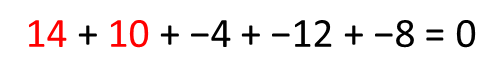 14 + 10 + −4 + −12 + −8 = 0